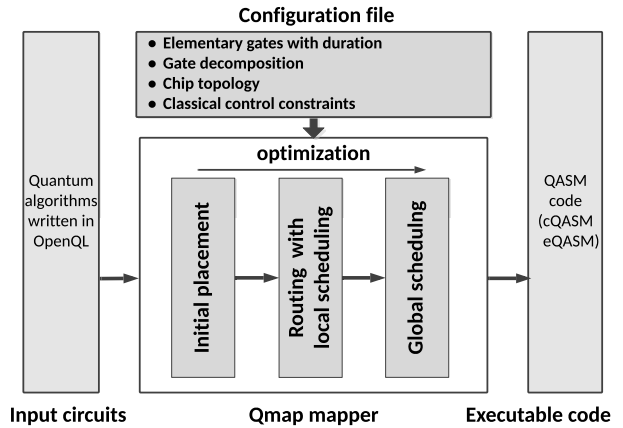 Configuration file
● Elementary gates with duration
● Gate decomposition
● Chip topology
● Classical control constraints
optimization
Quantum
algorithms
written in
OpenQL
Initial placement
Routing with
local scheduling
Global schedulng
QASM
code
(cQASM
eQASM)
Input circuits
Qmap mapper
Executable code